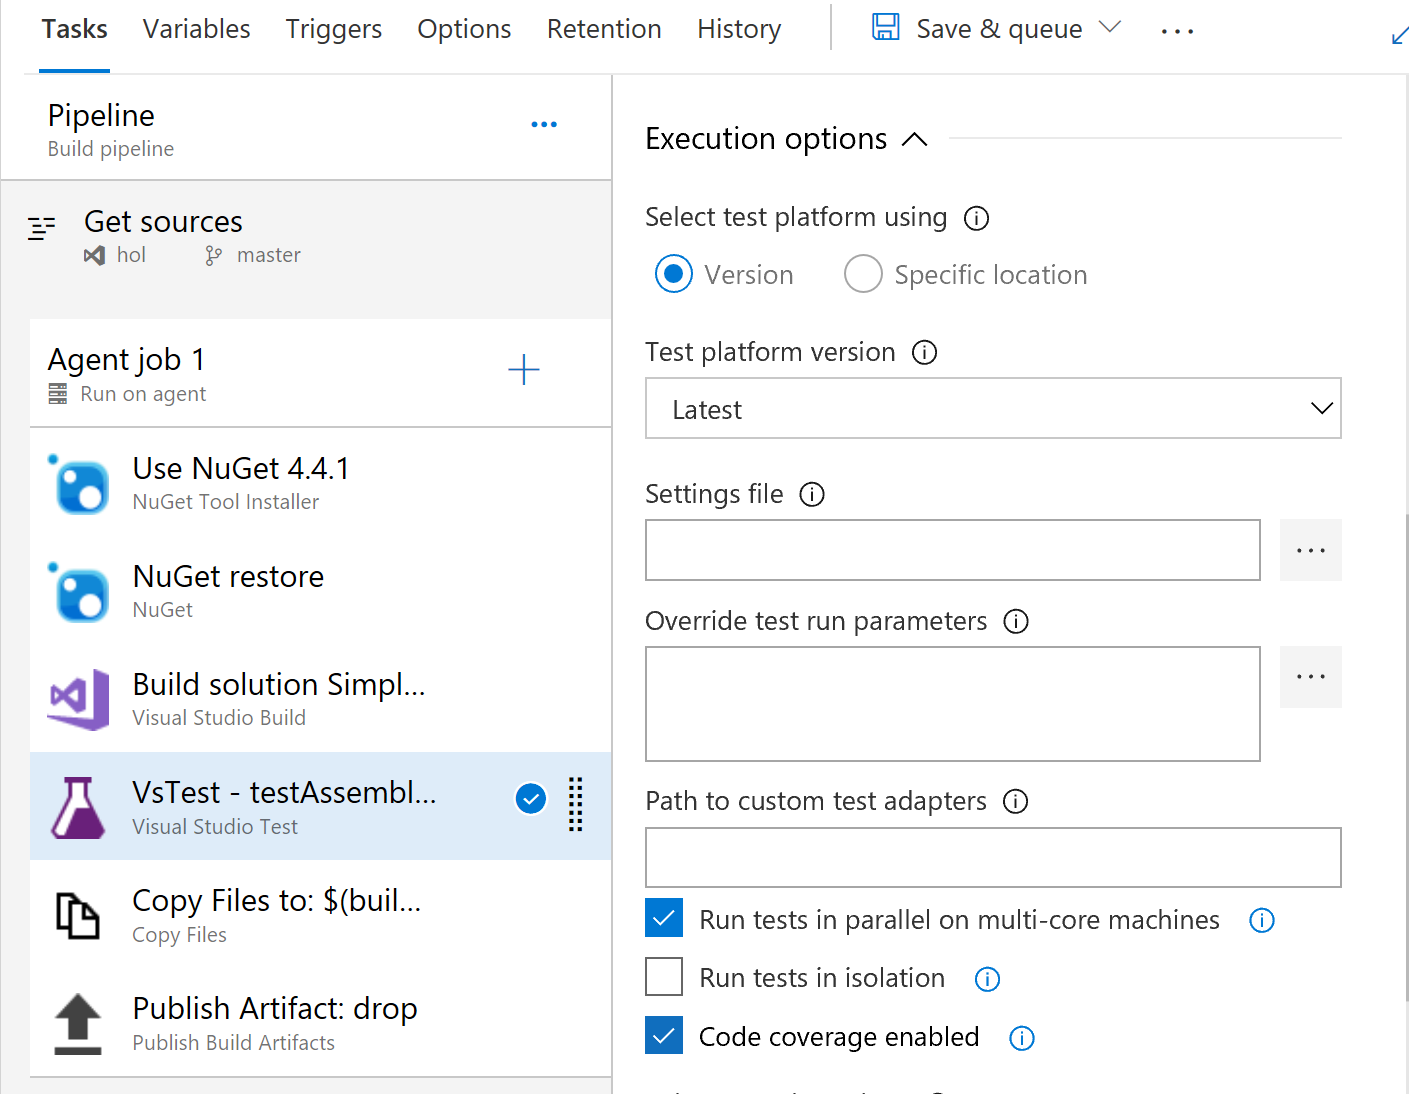 Tasks Variables Triggers Options Retention History Save & queue ...
Pipeline
Build pipeline
Get sources
hol master
Agent job 1
Run on agent
Use NuGet 4.4.1
NuGet Tool Installer
NuGet restore
NuGet
Build solution Simpl...
Visual Studio Build
VsTest - testAssembl...
Visual Studio Test
Copy Files to: $(buil...
Copy Files
Publish Artifact: drop
Publish Build Artifacts
Execution options
Select test platform using
Version Specific location
Test platform version
Latest
Settings file
...
Override test run parameters
...
Path to custom test adapters
Run tests in parallel on multi-core machines
Run tests in isolation
Code coverage enabled